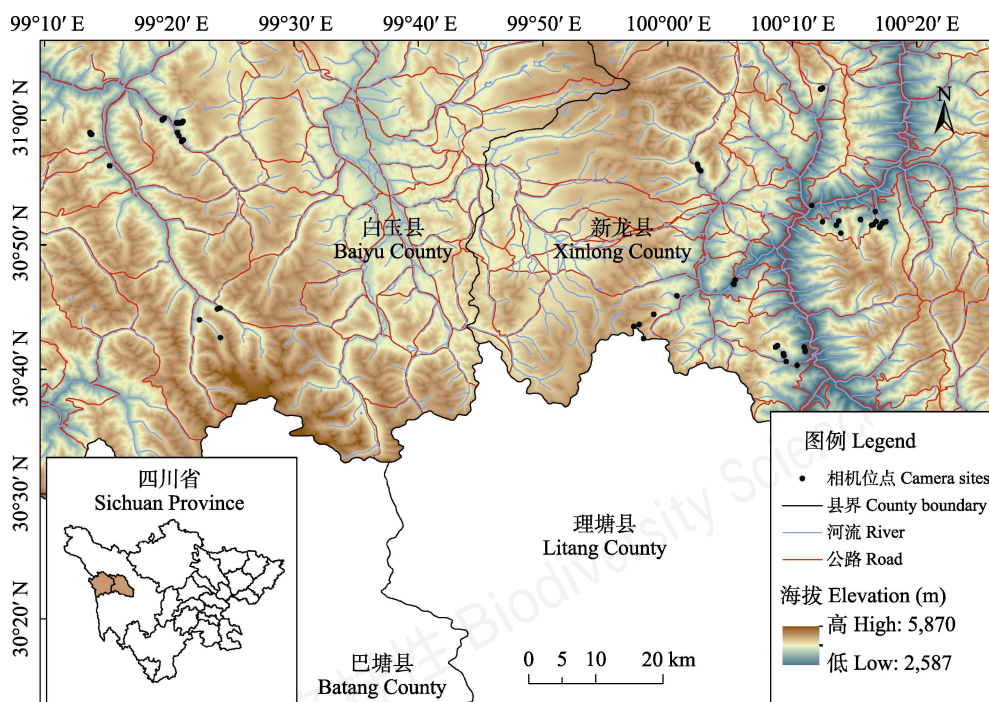 99°10′ E
99°20′ E
99°30′ E
99°40′ E
99°50′ E
100°00′ E
100°10′ E
100°20′ E
31°00′ N
30°50′ N
30°40′ N
30°30′ N
30°20′ N
N
白玉县
Baiyu County
新龙县
Xinlong County
理塘县
Litang County
巴塘县
Batang County
四川省
Sichuan Province
0 5 10 20 km
图例 Legend
相机位点 Camera sites
县界 County boundary
河流 River
公路 Road
海拔 Elevation (m)
高 High: 5,870
低 Low: 2,587
样性 Biodiversity Scien